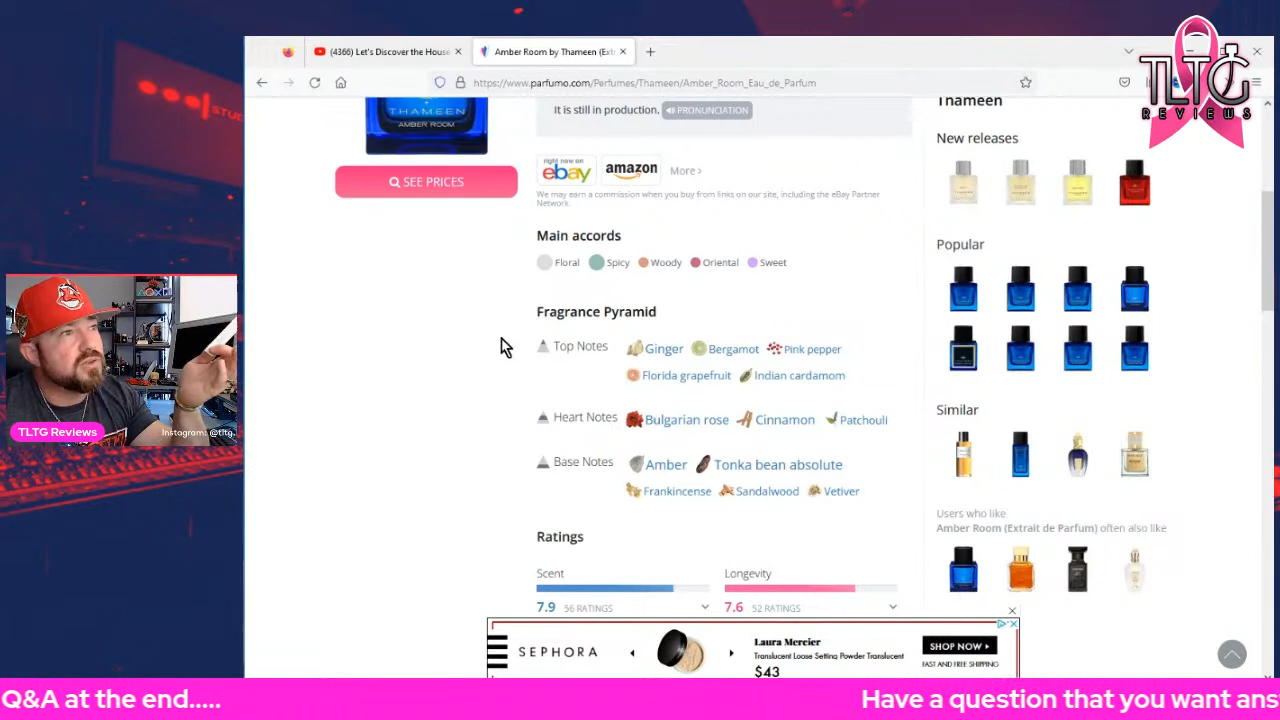 (4366) Let's Discover the House
Amber Room by Thameen (Extr
https://www.parfumo.com/Perfumes/Thameen/Amber_Room_Eau_de_Parfum
TLTG
REVIEWS
THAMEEN
AMBER ROOM
It is still in production. PRONUNCIATION
SEE PRICES
right now on
ebay
amazon
More >
We may earn a commission when you buy from links on our site, including the eBay Partner
Network.
Main accords
Floral Spicy Woody Oriental Sweet
Fragrance Pyramid
Top Notes
Ginger Bergamot Pink pepper
Florida grapefruit Indian cardamom
Heart Notes
Bulgarian rose Cinnamon Patchouli
Base Notes
Amber Tonka bean absolute
Frankincense Sandalwood Vetiver
Ratings
Scent
7.9 56 RATINGS
Longevity
7.6 52 RATINGS
Thameen
New releases
Popular
Similar
Users who like
Amber Room (Extrait de Parfum) often also like
SEPHORA
Laura Mercier
Translucent Loose Setting Powder Translucent
$43
SHOP NOW
FAST AND FREE SHIPPING
TLTG Reviews
Instagram: @tltg.
Q&A at the end.....
Have a question that you want ans